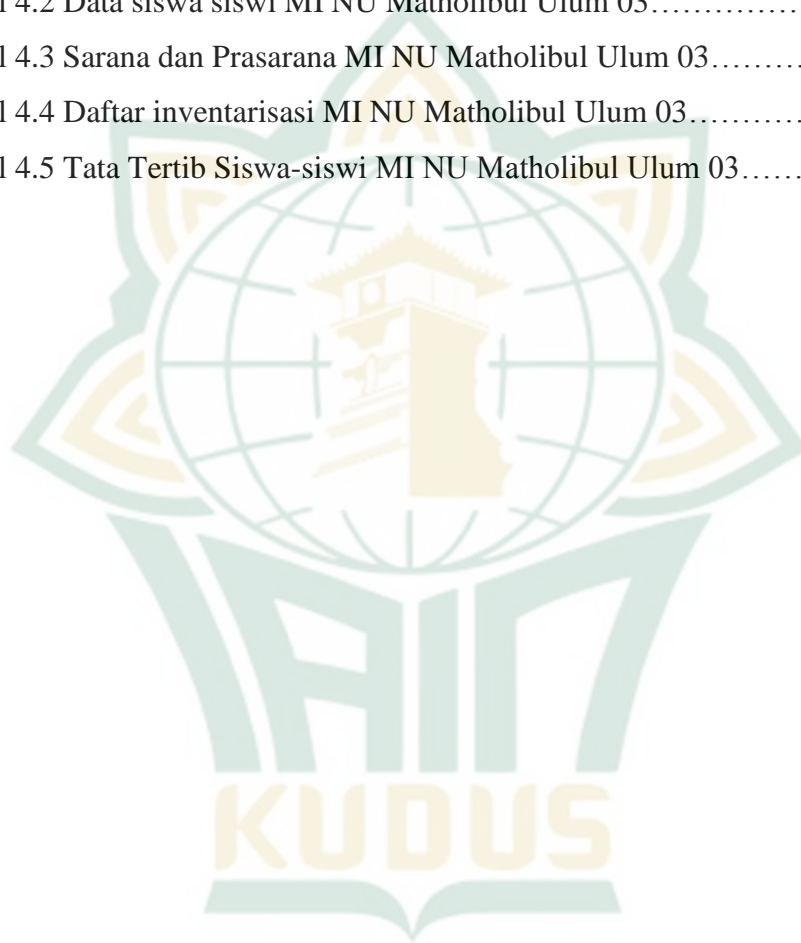 l 4.2 Data siswa siswi MI NU Matholibul Ulum 03……………
l 4.3 Sarana dan Prasarana MI NU Matholibul Ulum 03………
l 4.4 Daftar inventarisasi MI NU Matholibul Ulum 03…………
l 4.5 Tata Tertib Siswa-siswi MI NU Matholibul Ulum 03……
IAIN
KUDUS